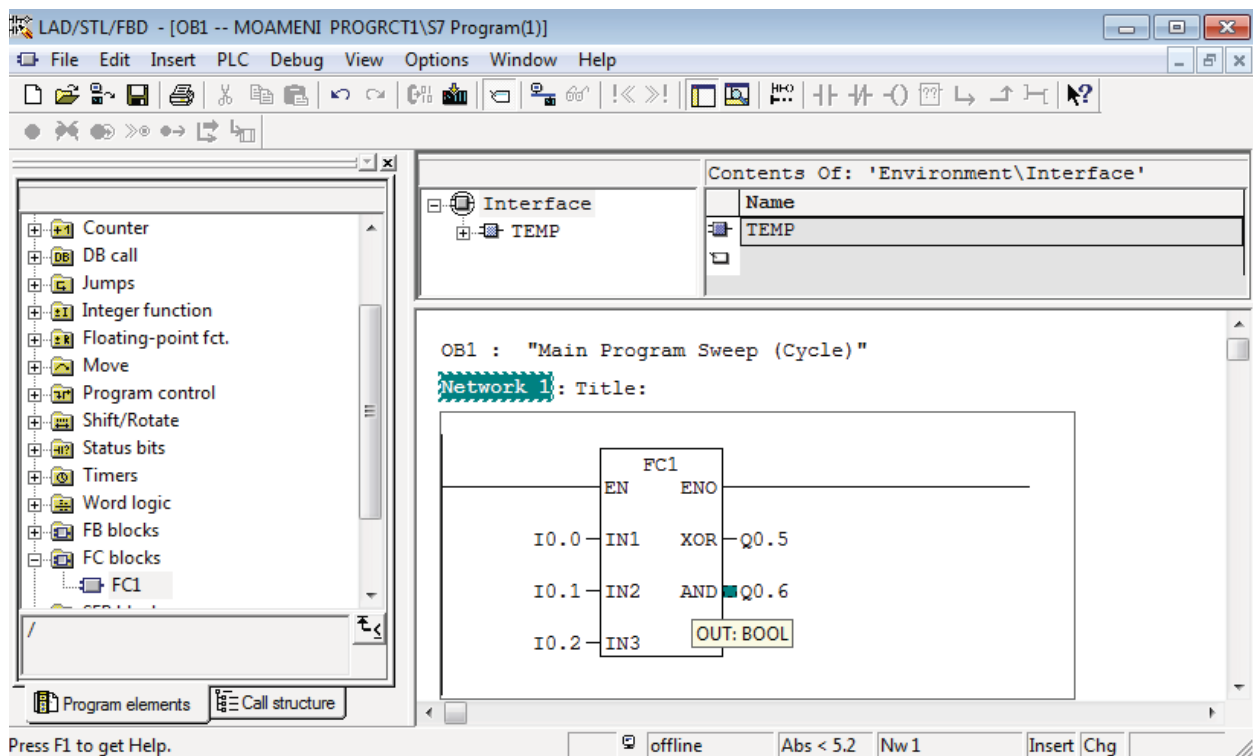 LAD/STL/FBD - [OB1 -- MOAMENI PROGRCT1\S7 Program(1)]
File Edit Insert PLC Debug View Options Window Help
Contents Of: 'Environment\Interface'
Interface
TEMP
Name
TEMP
Counter
DB call
Jumps
Integer function
Floating-point fct.
Move
Program control
Shift/Rotate
Status bits
Timers
Word logic
FB blocks
FC blocks
FC1
/
Program elements Call structure
OB1 : "Main Program Sweep (Cycle)"
Network 1: Title:
FC1
EN ENO
I0.0 IN1 XOR Q0.5
I0.1 IN2 AND Q0.6
OUT: BOOL
I0.2 IN3
Press F1 to get Help.
offline Abs < 5.2 Nw 1 Insert Chg